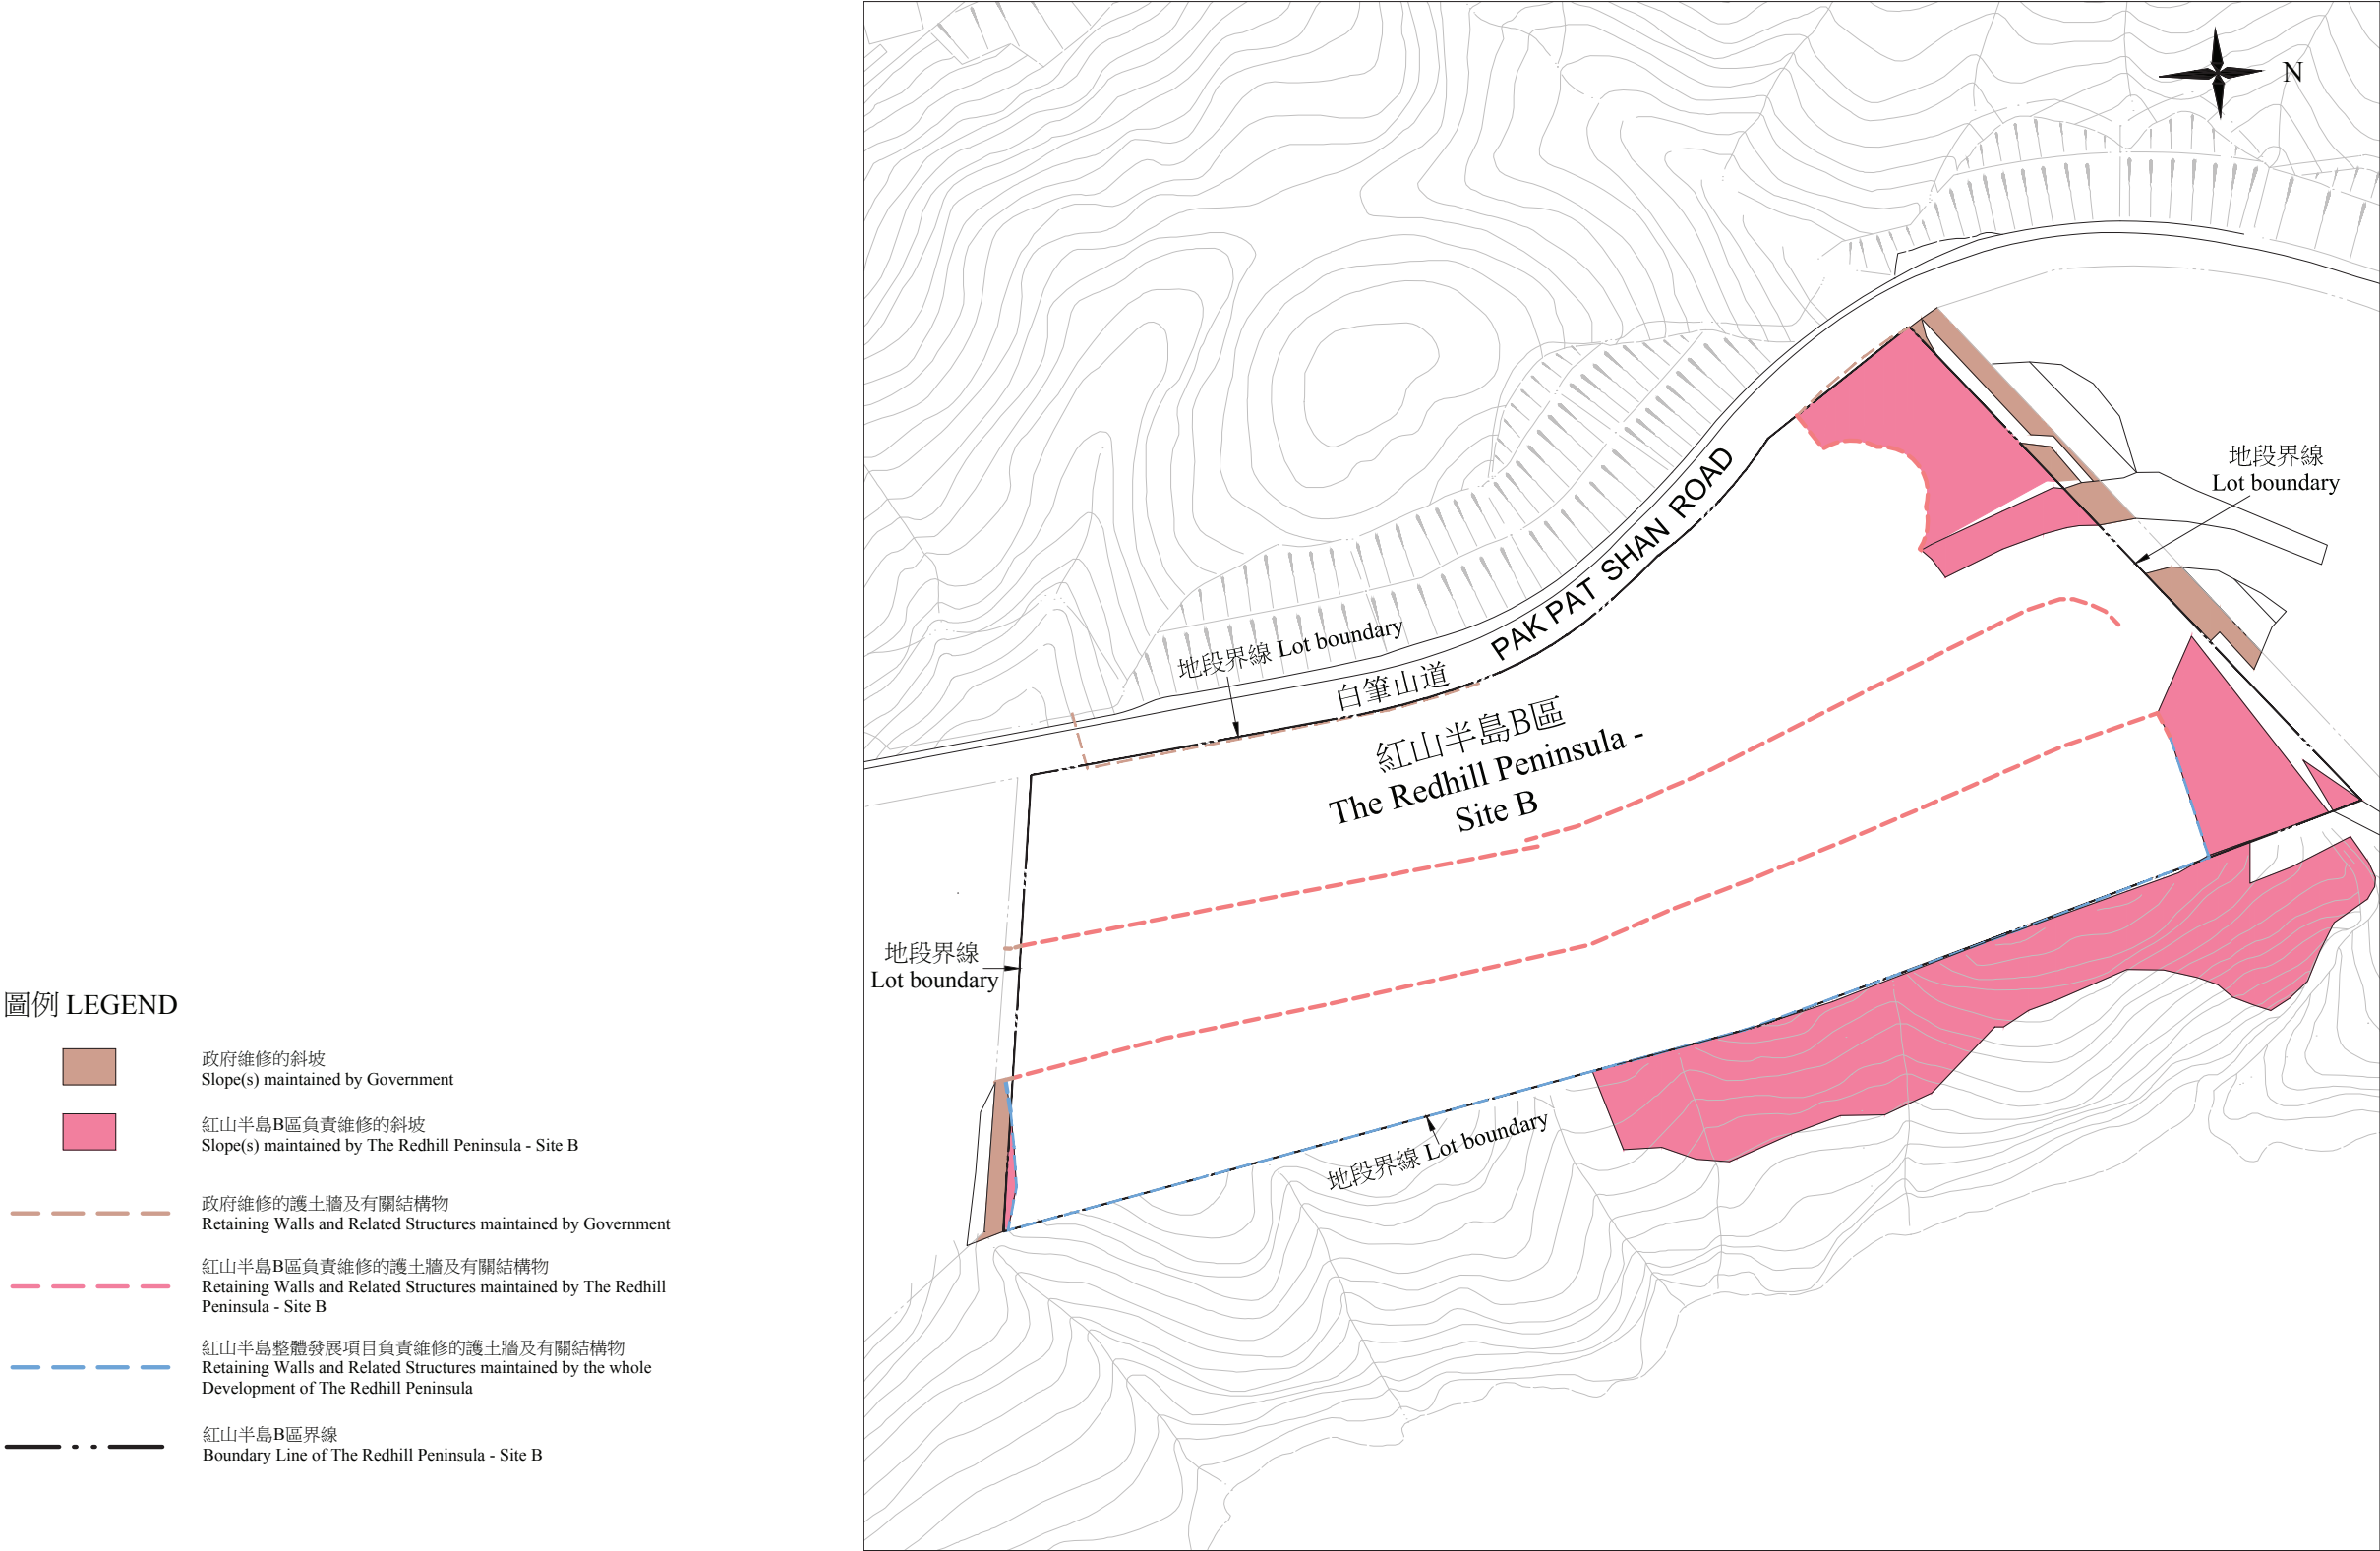 N
地段界線
Lot boundary
PAK PAT SHAN ROAD
地段界線 Lot boundary
白筆山道
紅山半島B區
The Redhill Peninsula -
Site B
地段界線
Lot boundary
地段界線 Lot boundary
圖例 LEGEND
政府維修的斜坡
Slope(s) maintained by Government
紅山半島B區負責維修的斜坡
Slope(s) maintained by The Redhill Peninsula - Site B
政府維修的護土牆及有關結構物
Retaining Walls and Related Structures maintained by Government
紅山半島B區負責維修的護土牆及有關結構物
Retaining Walls and Related Structures maintained by The Redhill
Peninsula - Site B
紅山半島整體發展項目負責維修的護土牆及有關結構物
Retaining Walls and Related Structures maintained by the whole
Development of The Redhill Peninsula
紅山半島B區界線
Boundary Line of The Redhill Peninsula - Site B